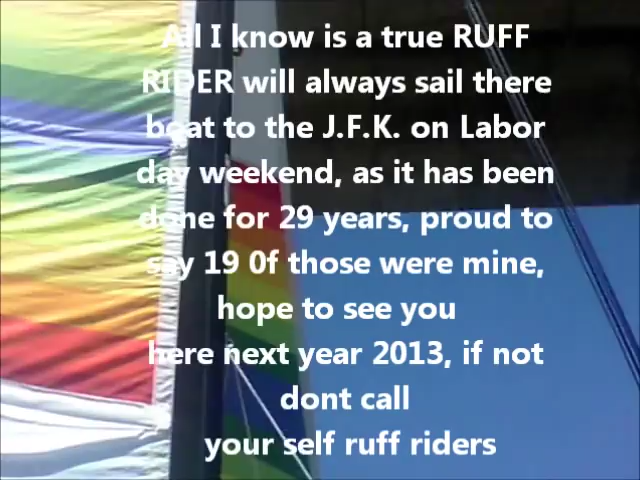 All I know is a true RUFF
RIDER will always sail there
boat to the J.F.K. on Labor
day weekend, as it has been
done for 29 years, proud to
say 19 0f those were mine,
hope to see you
here next year 2013, if not
dont call
your self ruff riders